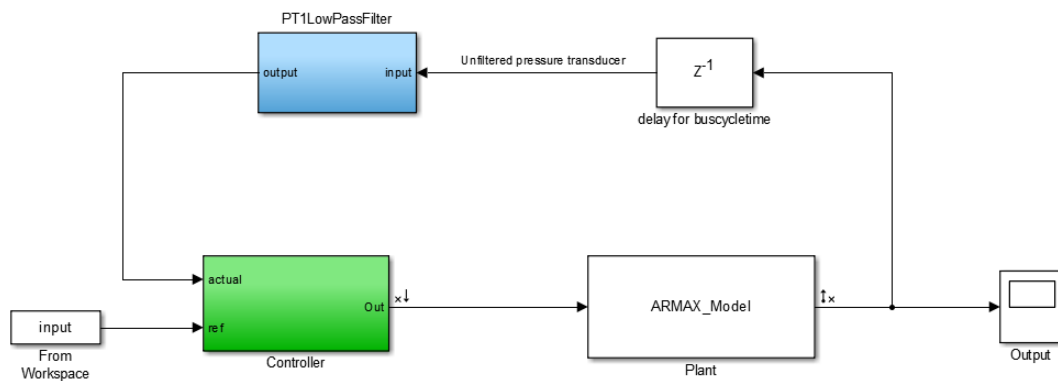 PT1LowPassFilter
output
input
Unfiltered pressure transducer
Z-1
delay for buscycletime
actual
ref
Out
Controller
input
From
Workspace
ARMAX_Model
Plant
Output